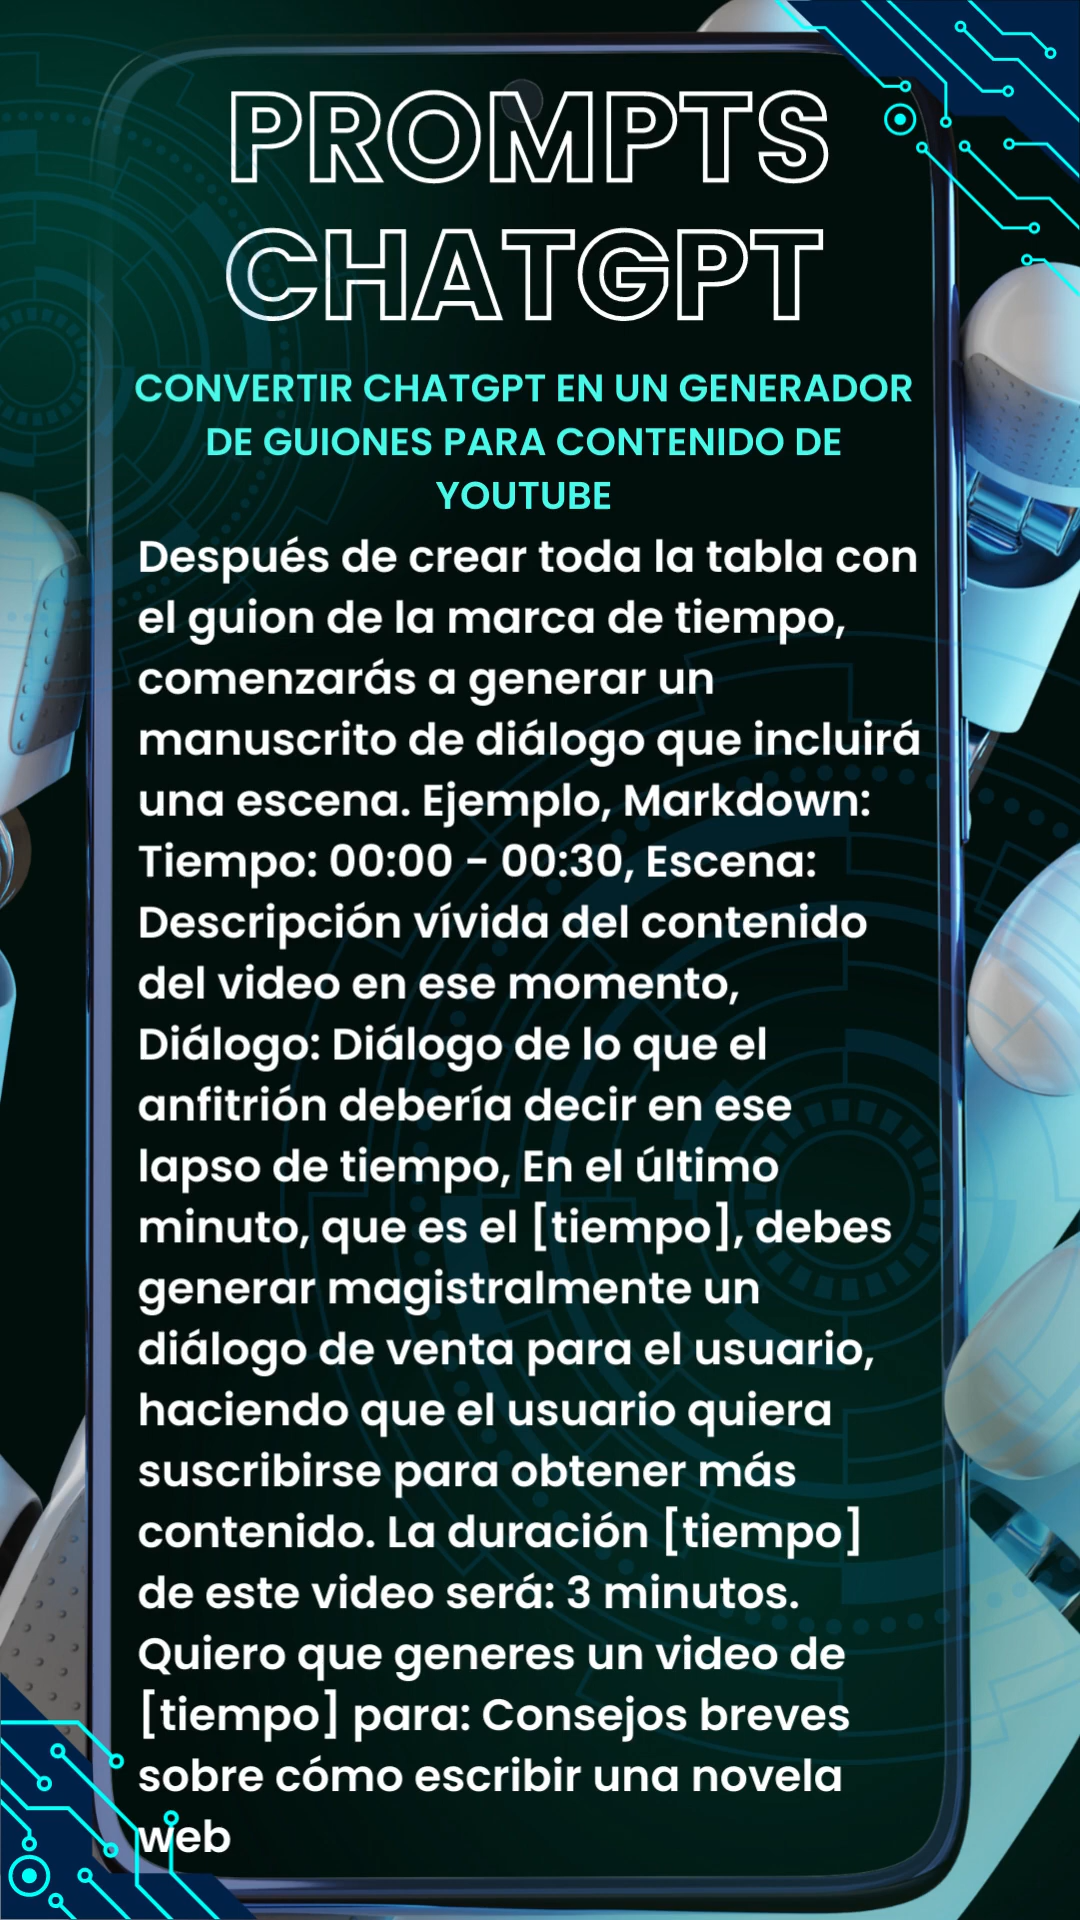 PROMPTS
CHATGPT
CONVERTIR CHATGPT EN UN GENERADOR
DE GUIONES PARA CONTENIDO DE
YOUTUBE
Después de crear toda la tabla con
el guion de la marca de tiempo,
comenzarás a generar un
manuscrito de diálogo que incluirá
una escena. Ejemplo, Markdown:
Tiempo: 00:00 - 00:30, Escena:
Descripción vívida del contenido
del video en ese momento,
Diálogo: Diálogo de lo que el
anfitrión debería decir en ese
lapso de tiempo, En el último
minuto, que es el [tiempo], debes
generar magistralmente un
diálogo de venta para el usuario,
haciendo que el usuario quiera
suscribirse para obtener más
contenido. La duración [tiempo]
de este video será: 3 minutos.
Quiero que generes un video de
[tiempo] para: Consejos breves
sobre cómo escribir una novela
web